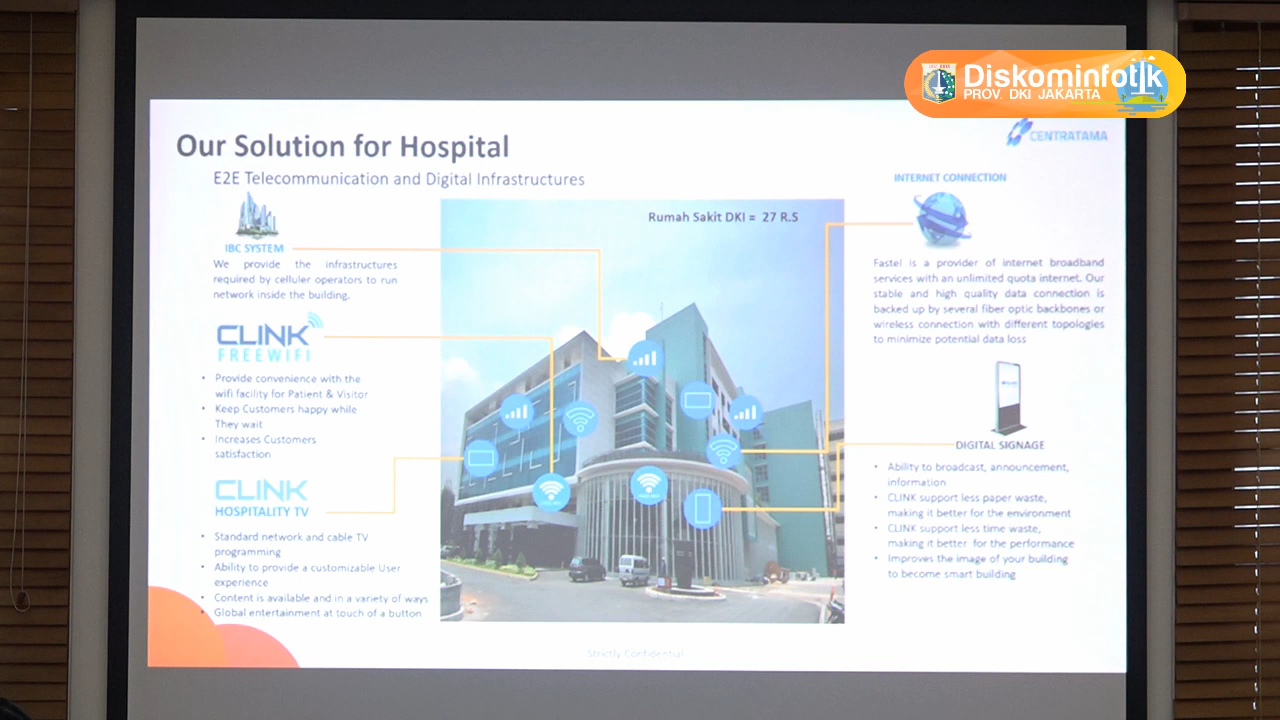 Diskominfotik
PROV. DKI JAKARTA
CENTRATAMA
Our Solution for Hospital
E2E Telecommunication and Digital Infrastructures
IBC SYSTEM
We provide the infrastructures
required by celluler operators to run
network inside the building.
CLINK
FREEWIFI
• Provide convenience with the
wifi facility for Patient & Visitor
• Keep Customers happy while
They wait
• Increases Customers
satisfaction
CLINK
HOSPITALITY TV
• Standard network and cable TV
programming
• Ability to provide a customizable User
experience
• Content is available and in a variety of ways
• Global entertainment at touch of a button
Rumah Sakit DKI = 27 R.S
INTERNET CONNECTION
Fastel is a provider of internet broadband
services with an unlimited quota internet. Our
stable and high quality data connection is
backed up by several fiber optic backbones or
wireless connection with different topologies
to minimize potential data loss
DIGITAL SIGNAGE
• Ability to broadcast, announcement,
information
• CLINK support less paper waste,
making it better for the environment
• CLINK support less time waste,
making it better for the performance
• Improves the image of your building
to become smart building
Strictly Confidential